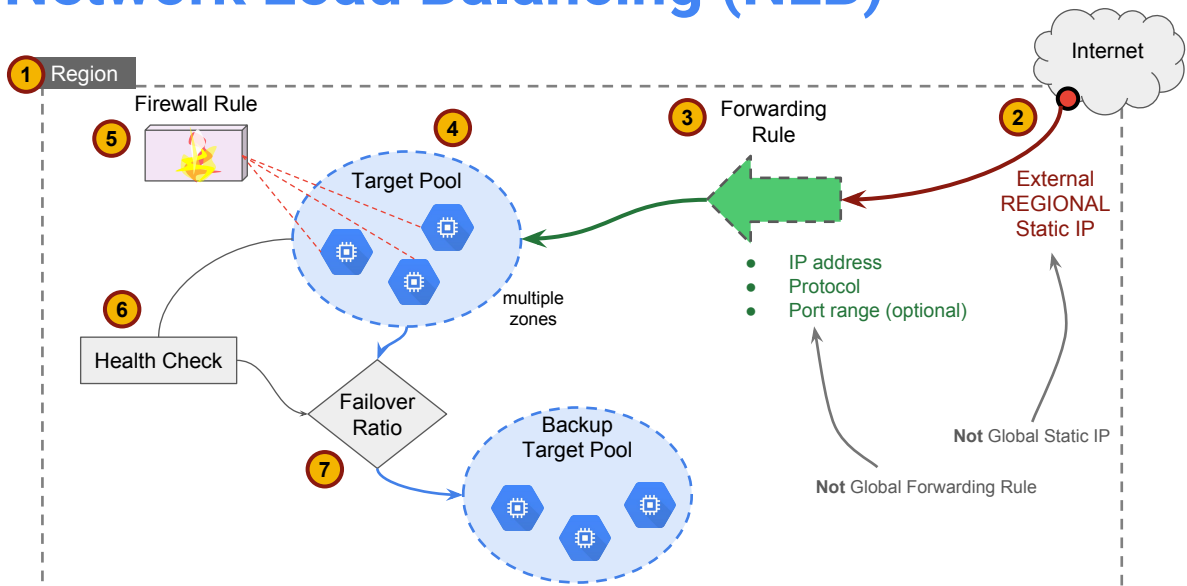 Network Load Balancing (NLB)
Internet
1
Region
Firewall Rule
5
4
3
Forwarding
Rule
2
Target Pool
External
REGIONAL
Static IP
● IP address
● Protocol
● Port range (optional)
multiple
zones
6
Health Check
Failover
Ratio
7
Backup
Target Pool
Not Global Static IP
Not Global Forwarding Rule